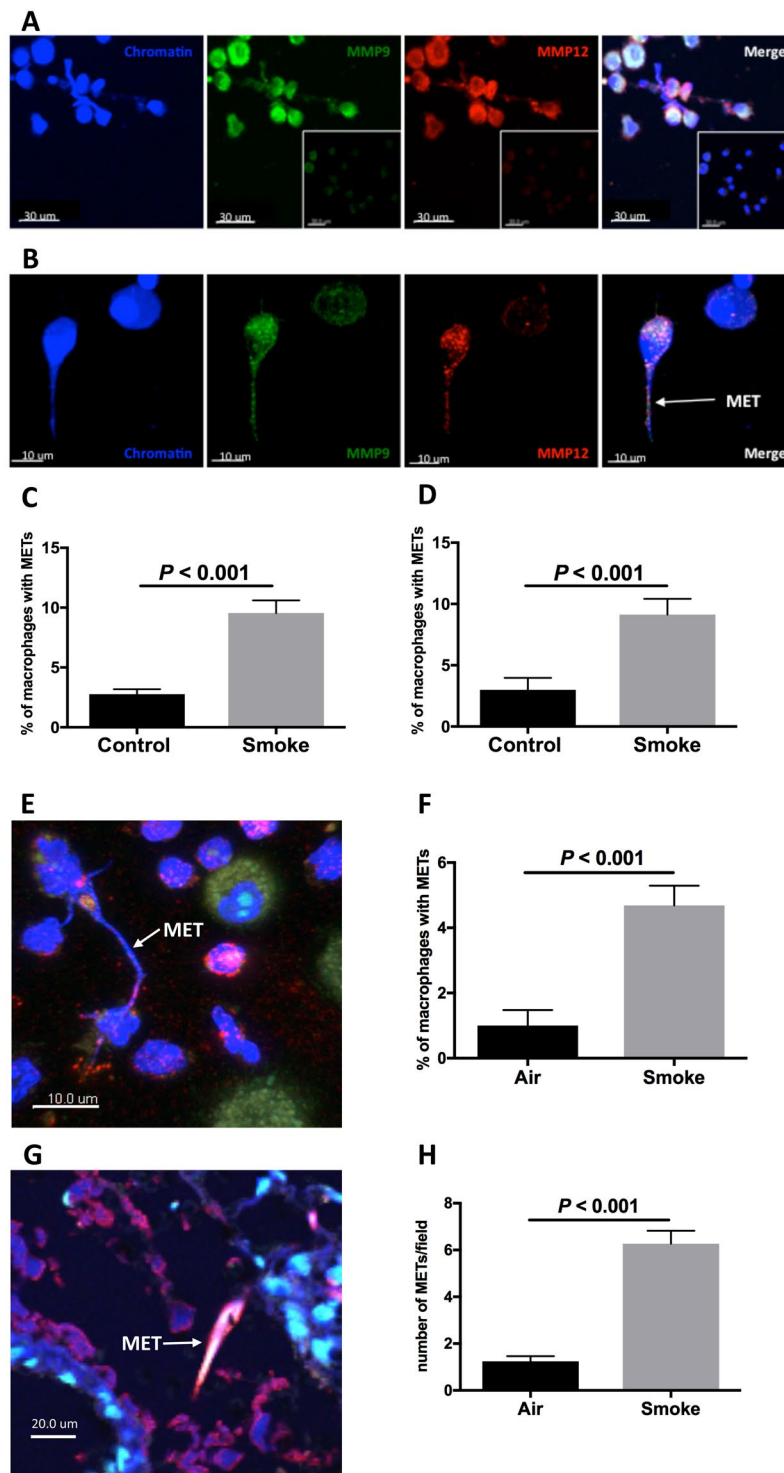 A
Chromatin
MMP9
MMP12
Merge
30 um
30 um
30 um
30 um
B
MET
Chromatin
MMP9
MMP12
Merge
10 um
10 um
10 um
10 um
C
D
% of macrophages with METs
15
10
5
0
P < 0.001
Control
Smoke
% of macrophages with METs
15
10
5
0
P < 0.001
Control
Smoke
E
MET
10.0 um
F
% of macrophages with METs
6
4
2
0
P < 0.001
Air
Smoke
G
MET
20.0 um
H
number of METs/field
8
6
4
2
0
P < 0.001
Air
Smoke